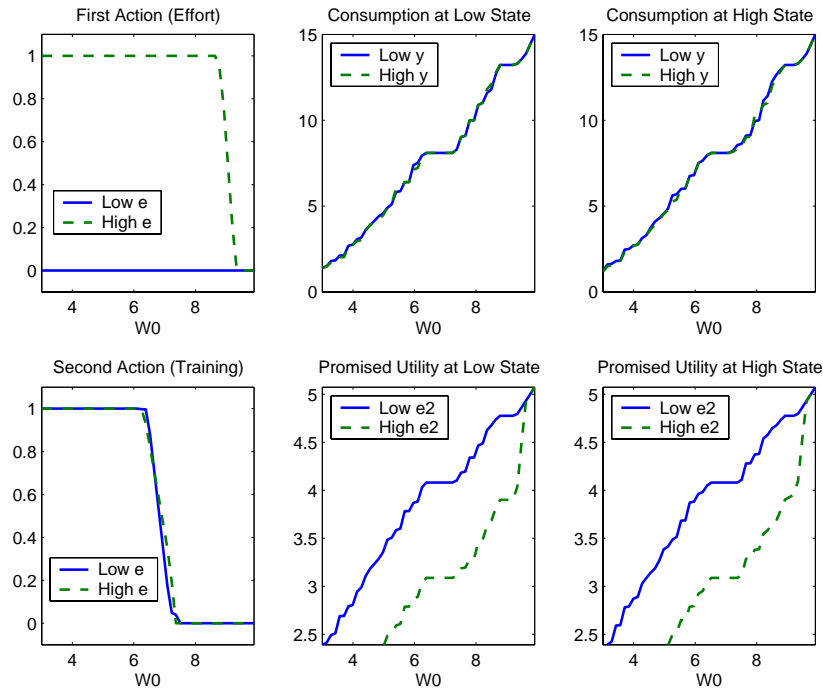 First Action (Effort)
1
0.8
0.6
0.4
0.2
0
Low e
High e
4
6
8
W0
Consumption at Low State
15
10
5
0
Low y
High y
4
6
8
W0
Consumption at High State
15
10
5
0
Low y
High y
4
6
8
W0
Second Action (Training)
1
0.8
0.6
0.4
0.2
0
Low e
High e
4
6
8
W0
Promised Utility at Low State
5
4.5
4
3.5
3
2.5
Low e2
High e2
4
6
8
W0
Promised Utility at High State
5
4.5
4
3.5
3
2.5
Low e2
High e2
4
6
8
W0